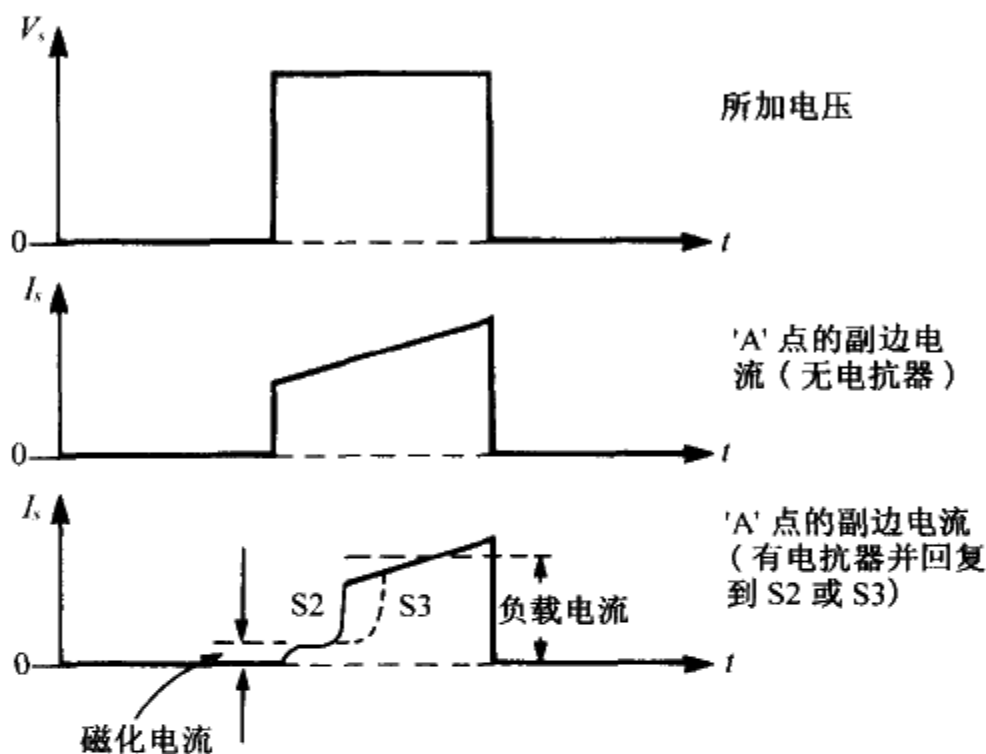 Vs
所加电压
0
t
Is
'A' 点的副边电
流 ( 无电抗器 )
0
t
Is
'A' 点的副边电流
( 有电抗器并回复
到 S2 或 S3)
S2
S3
负载电流
0
t
磁化电流